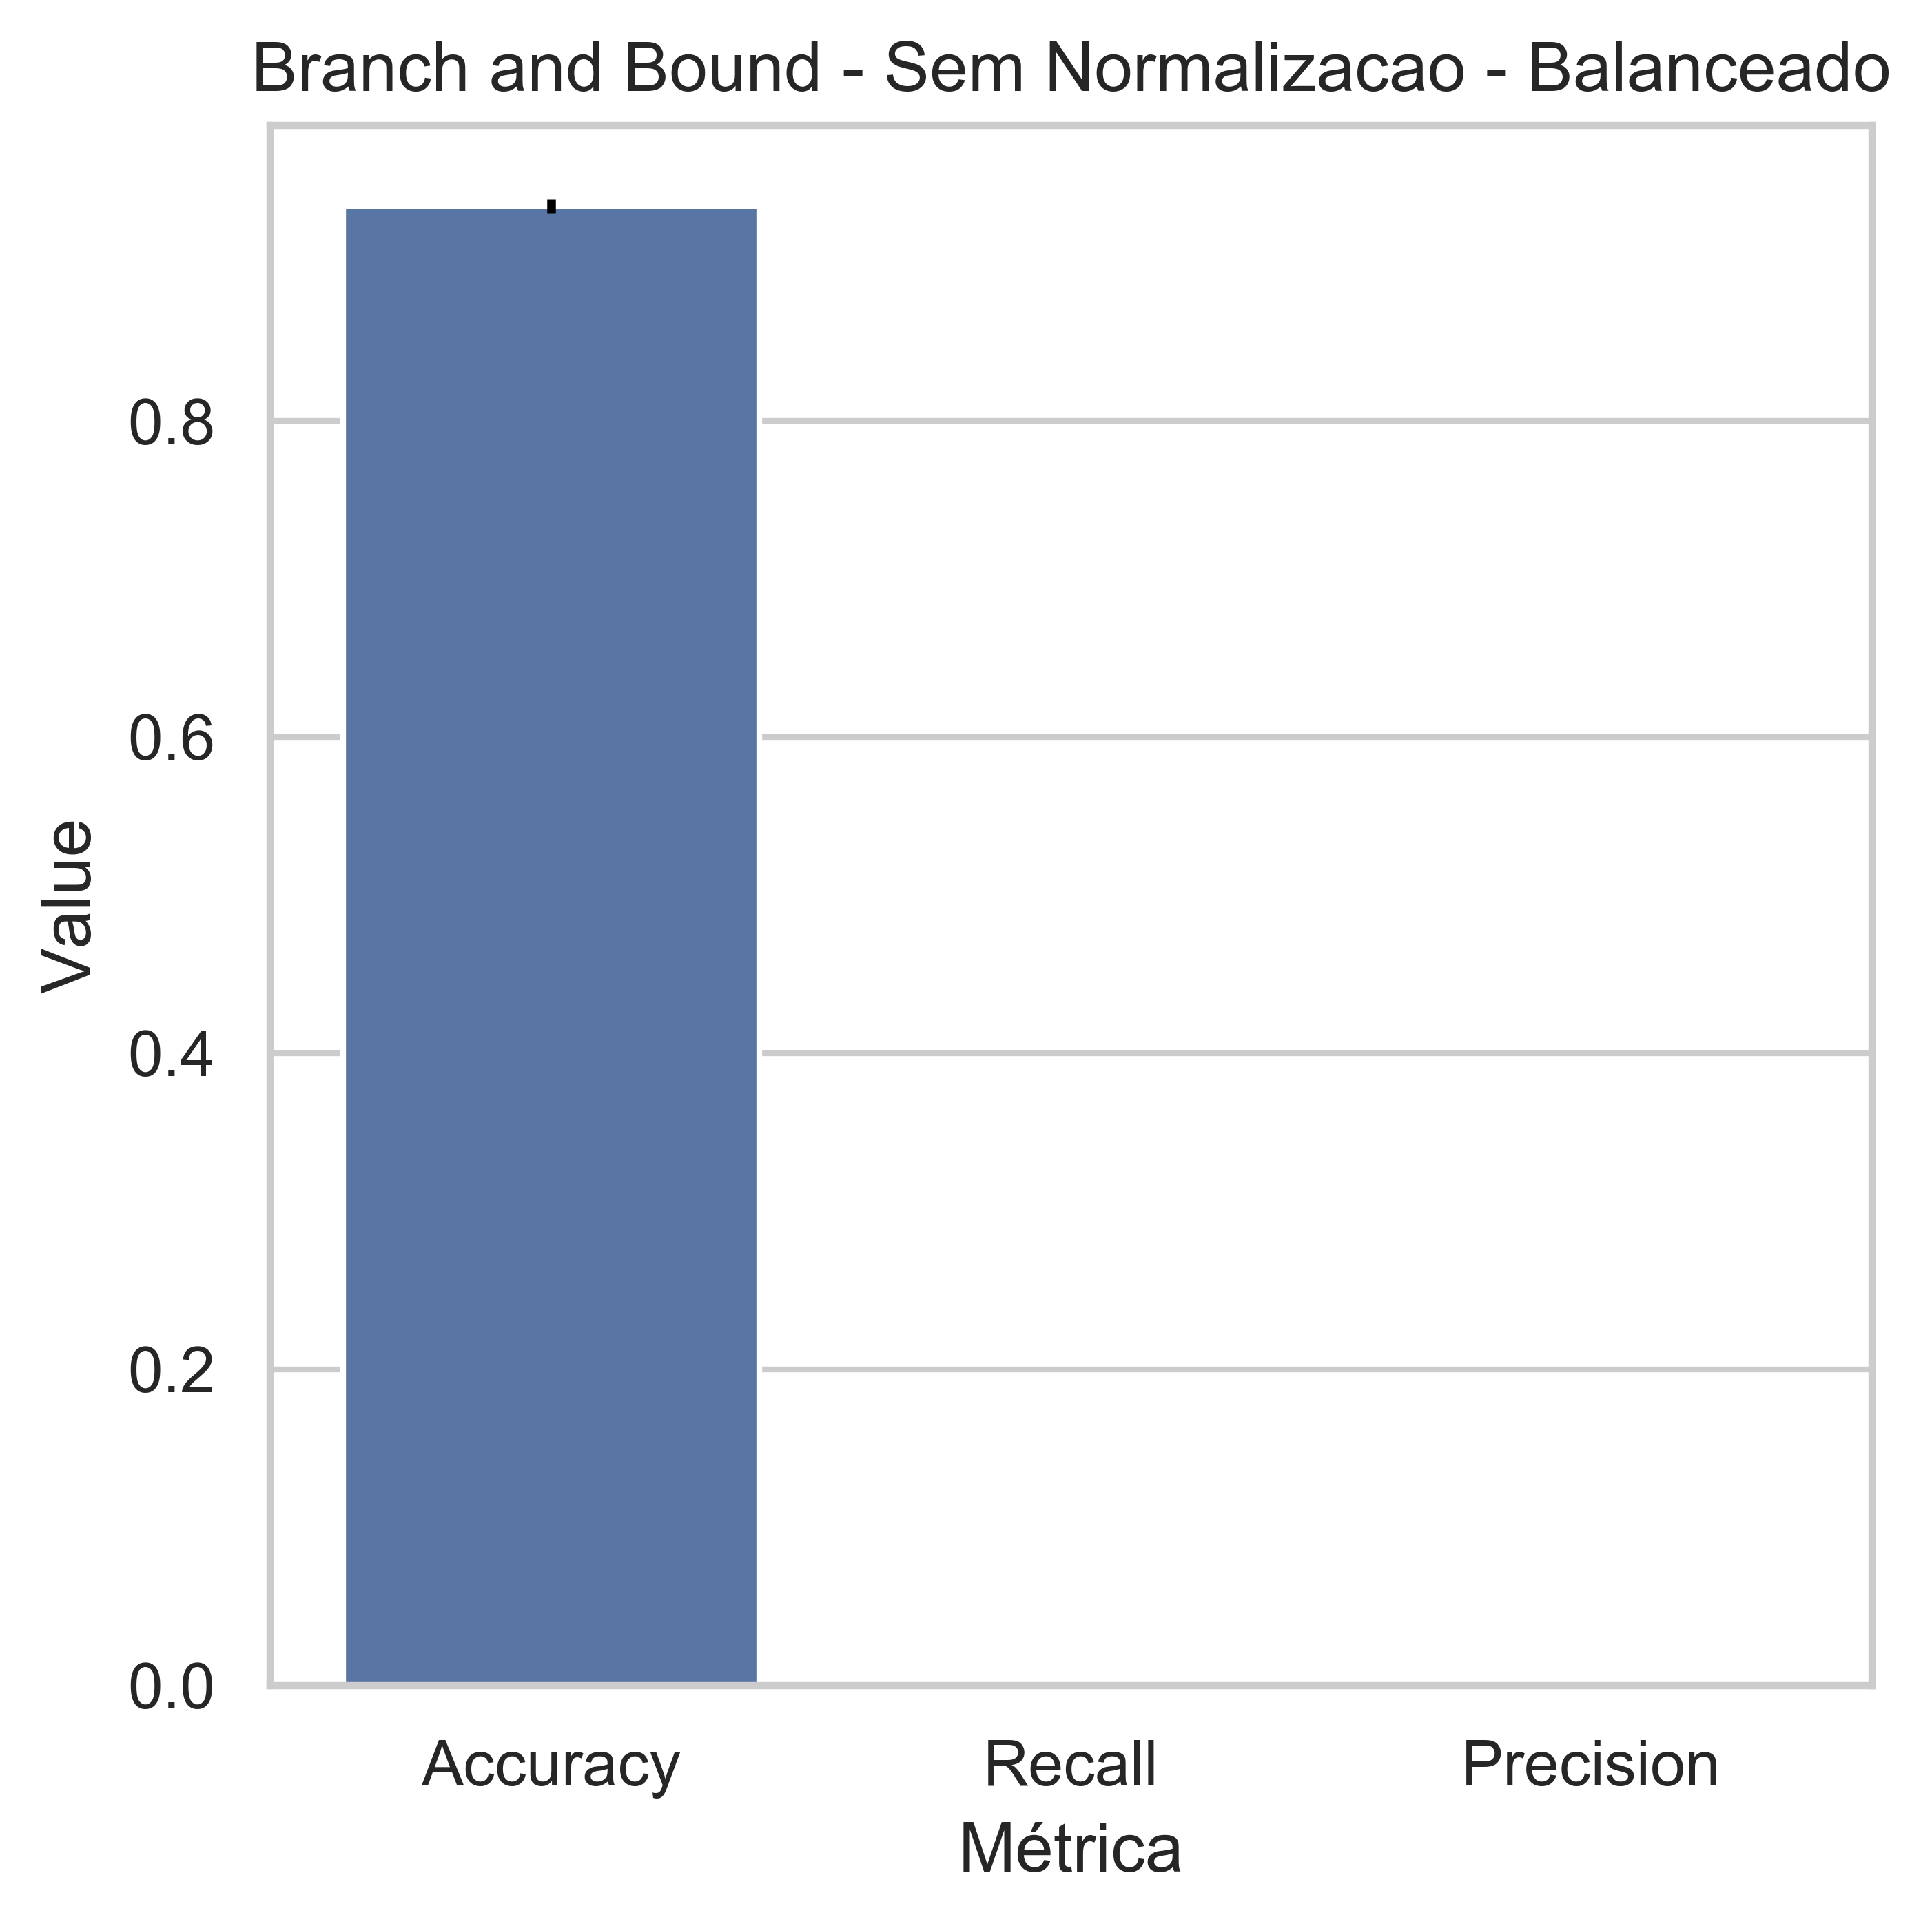 Branch and Bound - Sem Normalizacao - Balanceado
0.8
0.6
0.4
0.2
0.0
Value
Accuracy Recall Precision
Métrica